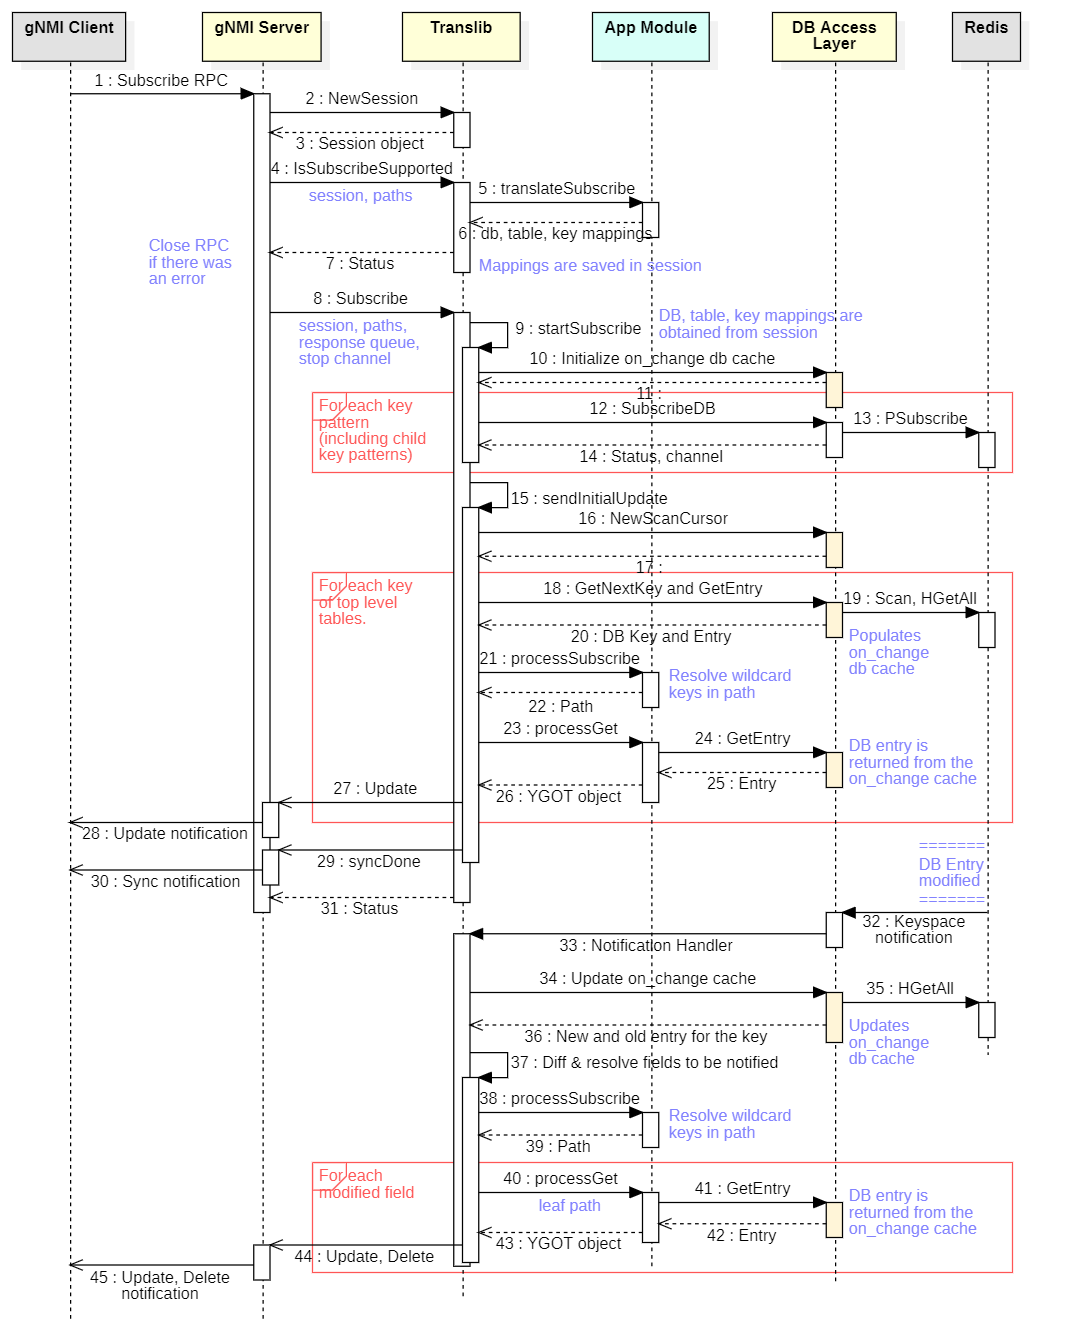 gNMI Client
gNMI Server
Translib
App Module
DB Access
Layer
Redis
1 : Subscribe RPC
2 : NewSession
3 : Session object
4 : IsSubscribeSupported
session, paths
5 : translateSubscribe
6 : db, table, key mappings
Close RPC
if there was
an error
7 : Status
Mappings are saved in session
8 : Subscribe
session, paths,
response queue,
stop channel
9 : startSubscribe
DB, table, key mappings are
obtained from session
10 : Initialize on_change db cache
11 :
For each key
pattern
(including child
key patterns)
12 : SubscribeDB
13 : PSubscribe
14 : Status, channel
15 : sendInitialUpdate
16 : NewScanCursor
17 :
For each key
of top level
tables.
18 : GetNextKey and GetEntry
19 : Scan, HGetAll
20 : DB Key and Entry
Populates
on_change
db cache
21 : processSubscribe
Resolve wildcard
keys in path
22 : Path
23 : processGet
24 : GetEntry
DB entry is
returned from the
on_change cache
25 : Entry
26 : YGOT object
27 : Update
28 : Update notification
29 : syncDone
30 : Sync notification
=======
DB Entry
modified
=======
31 : Status
32 : Keyspace
notification
33 : Notification Handler
34 : Update on_change cache
35 : HGetAll
36 : New and old entry for the key
Updates
on_change
db cache
37 : Diff & resolve fields to be notified
38 : processSubscribe
Resolve wildcard
keys in path
39 : Path
For each
modified field
40 : processGet
leaf path
41 : GetEntry
DB entry is
returned from the
on_change cache
42 : Entry
43 : YGOT object
44 : Update, Delete
45 : Update, Delete
notification